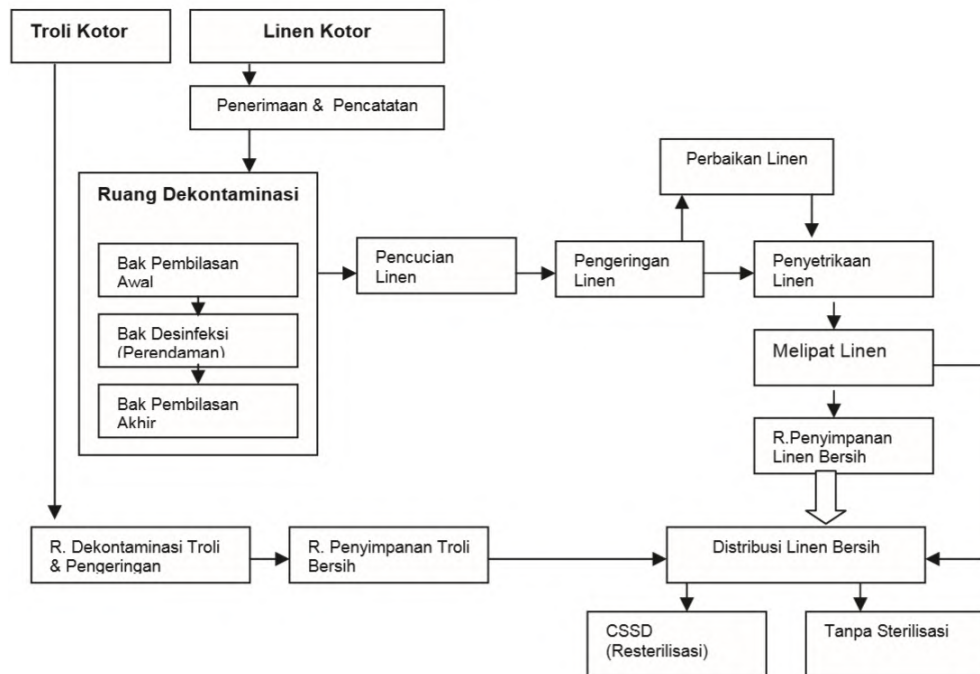 Troli Kotor
Linen Kotor
Penerimaan & Pencatatan
Perbaikan Linen
Ruang Dekontaminasi
Bak Pembilasan
Awal
Pencucian
Linen
Pengeringan
Linen
Penyetrikaan
Linen
Bak Desinfeksi
(Perendaman)
Melipat Linen
Bak Pembilasan
Akhir
R.Penyimpanan
Linen Bersih
R. Dekontaminasi Troli
& Pengeringan
R. Penyimpanan Troli
Bersih
Distribusi Linen Bersih
CSSD
(Resterilisasi)
Tanpa Sterilisasi